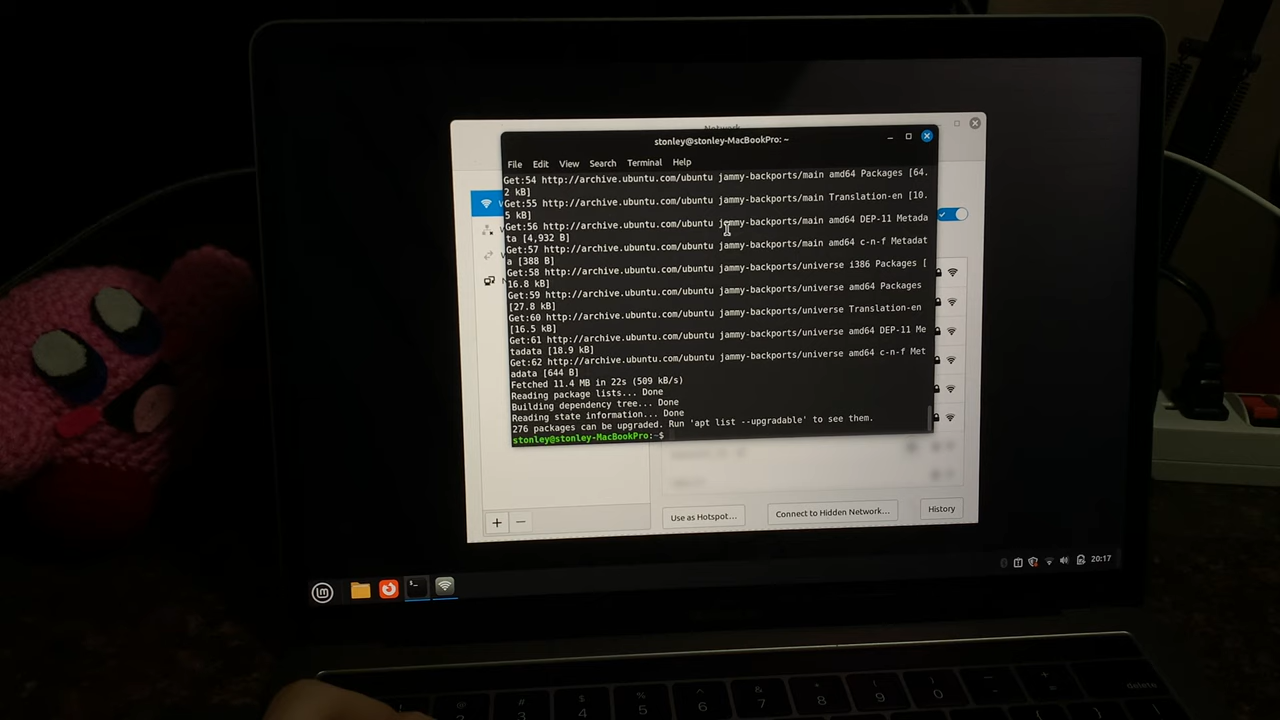 stonley@stonley-MacBookPro: ~
File Edit View Search Terminal Help
Get:54 http://archive.ubuntu.com/ubuntu jammy-backports/main amd64 Packages [64.
2 kB]
Get:55 http://archive.ubuntu.com/ubuntu jammy-backports/main Translation-en [10.
5 kB]
Get:56 http://archive.ubuntu.com/ubuntu jammy-backports/main amd64 DEP-11 Metada
ta [4,932 B]
Get:57 http://archive.ubuntu.com/ubuntu jammy-backports/main amd64 c-n-f Metadat
a [388 B]
Get:58 http://archive.ubuntu.com/ubuntu jammy-backports/universe i386 Packages [
16.8 kB]
Get:59 http://archive.ubuntu.com/ubuntu jammy-backports/universe amd64 Packages
[27.8 kB]
Get:60 http://archive.ubuntu.com/ubuntu jammy-backports/universe Translation-en
[16.5 kB]
Get:61 http://archive.ubuntu.com/ubuntu jammy-backports/universe amd64 DEP-11 Me
tadata [18.9 kB]
Get:62 http://archive.ubuntu.com/ubuntu jammy-backports/universe amd64 c-n-f Met
adata [644 B]
Fetched 11.4 MB in 22s (509 kB/s)
Reading package lists... Done
Building dependency tree... Done
Reading state information... Done
276 packages can be upgraded. Run 'apt list --upgradable' to see them.
stonley@stonley-MacBookPro:~$
Use as Hotspot... Connect to Hidden Network... History
20:17
! @ # $ % ^ & * ( )
2 3 4 5 6 7 8 9 0 delete